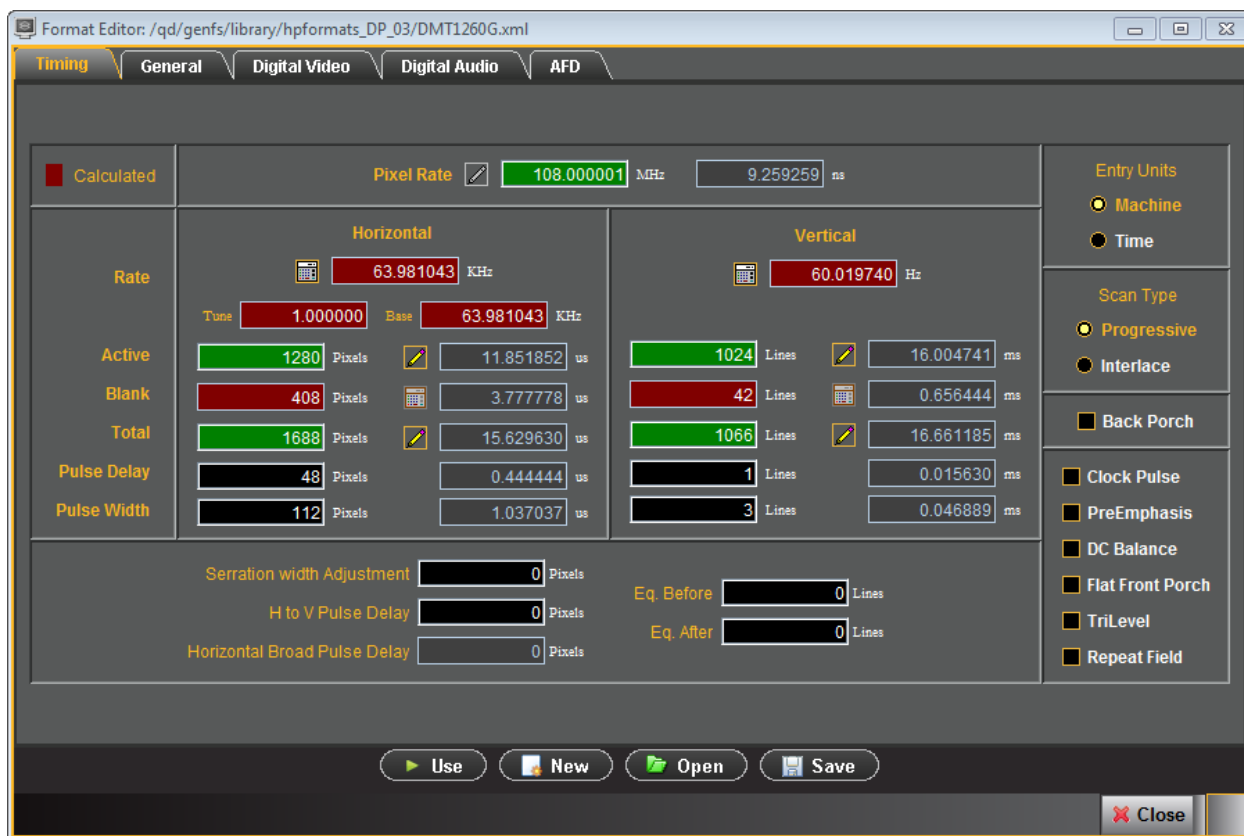 Format Editor: /qd/genfs/library/hpformats_DP_03/DMT1260G.xml
Timing General Digital Video Digital Audio AFD
Calculated
Pixel Rate 108.000001 MHz 9.259259 ns
Horizontal
Vertical
Rate
63.981043 KHz
60.019740 Hz
Tune 1.000000 Base 63.981043 KHz
Active 1280 Pixels 11.851852 us 1024 Lines 16.004741 ms
Blank 408 Pixels 3.777778 us 42 Lines 0.656444 ms
Total 1688 Pixels 15.629630 us 1066 Lines 16.661185 ms
Pulse Delay 48 Pixels 0.444444 us 1 Lines 0.015630 ms
Pulse Width 112 Pixels 1.037037 us 3 Lines 0.046889 ms
Serration width Adjustment 0 Pixels
H to V Pulse Delay 0 Pixels
Horizontal Broad Pulse Delay 0 Pixels
Eq. Before 0 Lines
Eq. After 0 Lines
Entry Units
Machine
Time
Scan Type
Progressive
Interlace
Back Porch
Clock Pulse
PreEmphasis
DC Balance
Flat Front Porch
TriLevel
Repeat Field
Use New Open Save
Close